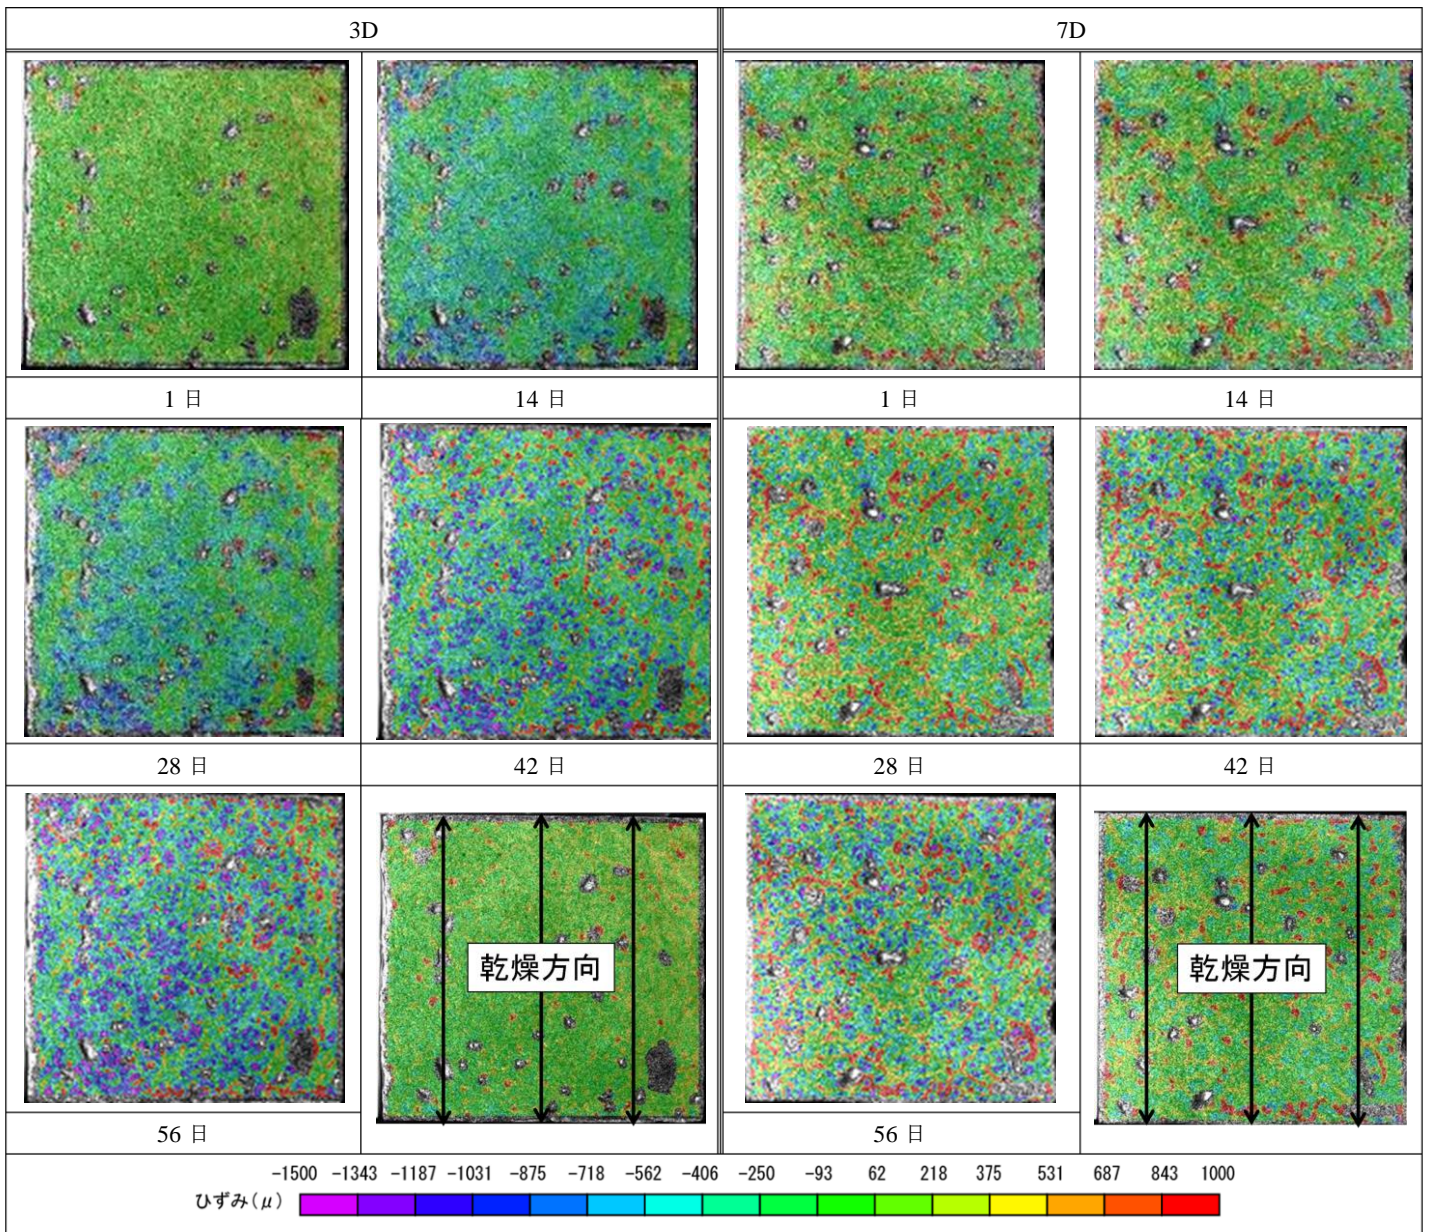 3D 7D
1 日 14 日 1 日 14 日
28 日 42 日 28 日 42 日
乾燥方向 乾燥方向
56 日 56 日
-1500 -1343 -1187 -1031 -875 -718 -562 -406 -250 -93 62 218 375 531 687 843 1000
ひずみ(μ)